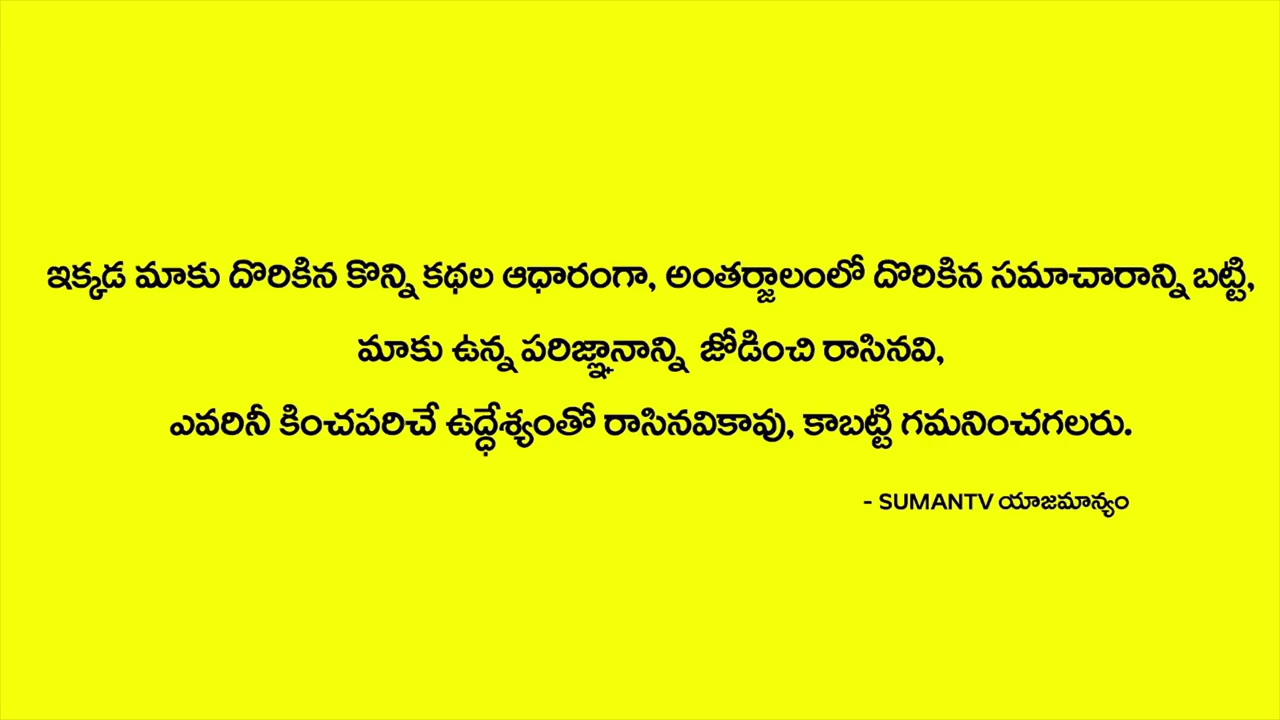 ఇక్కడ మాకు దొరికిన కొన్ని కథల ఆధారంగా, అంతర్జాలంలో దొరికిన సమాచారాన్ని బట్టి,
మాకు ఉన్న పరిజ్ఞానాన్ని జోడించి రాసినవి,
ఎవరినీ కించపరిచే ఉద్ధేశ్యంతో రాసినవికావు, కాబట్టి గమనించగలరు.
- SUMANTV యాజమాన్యం